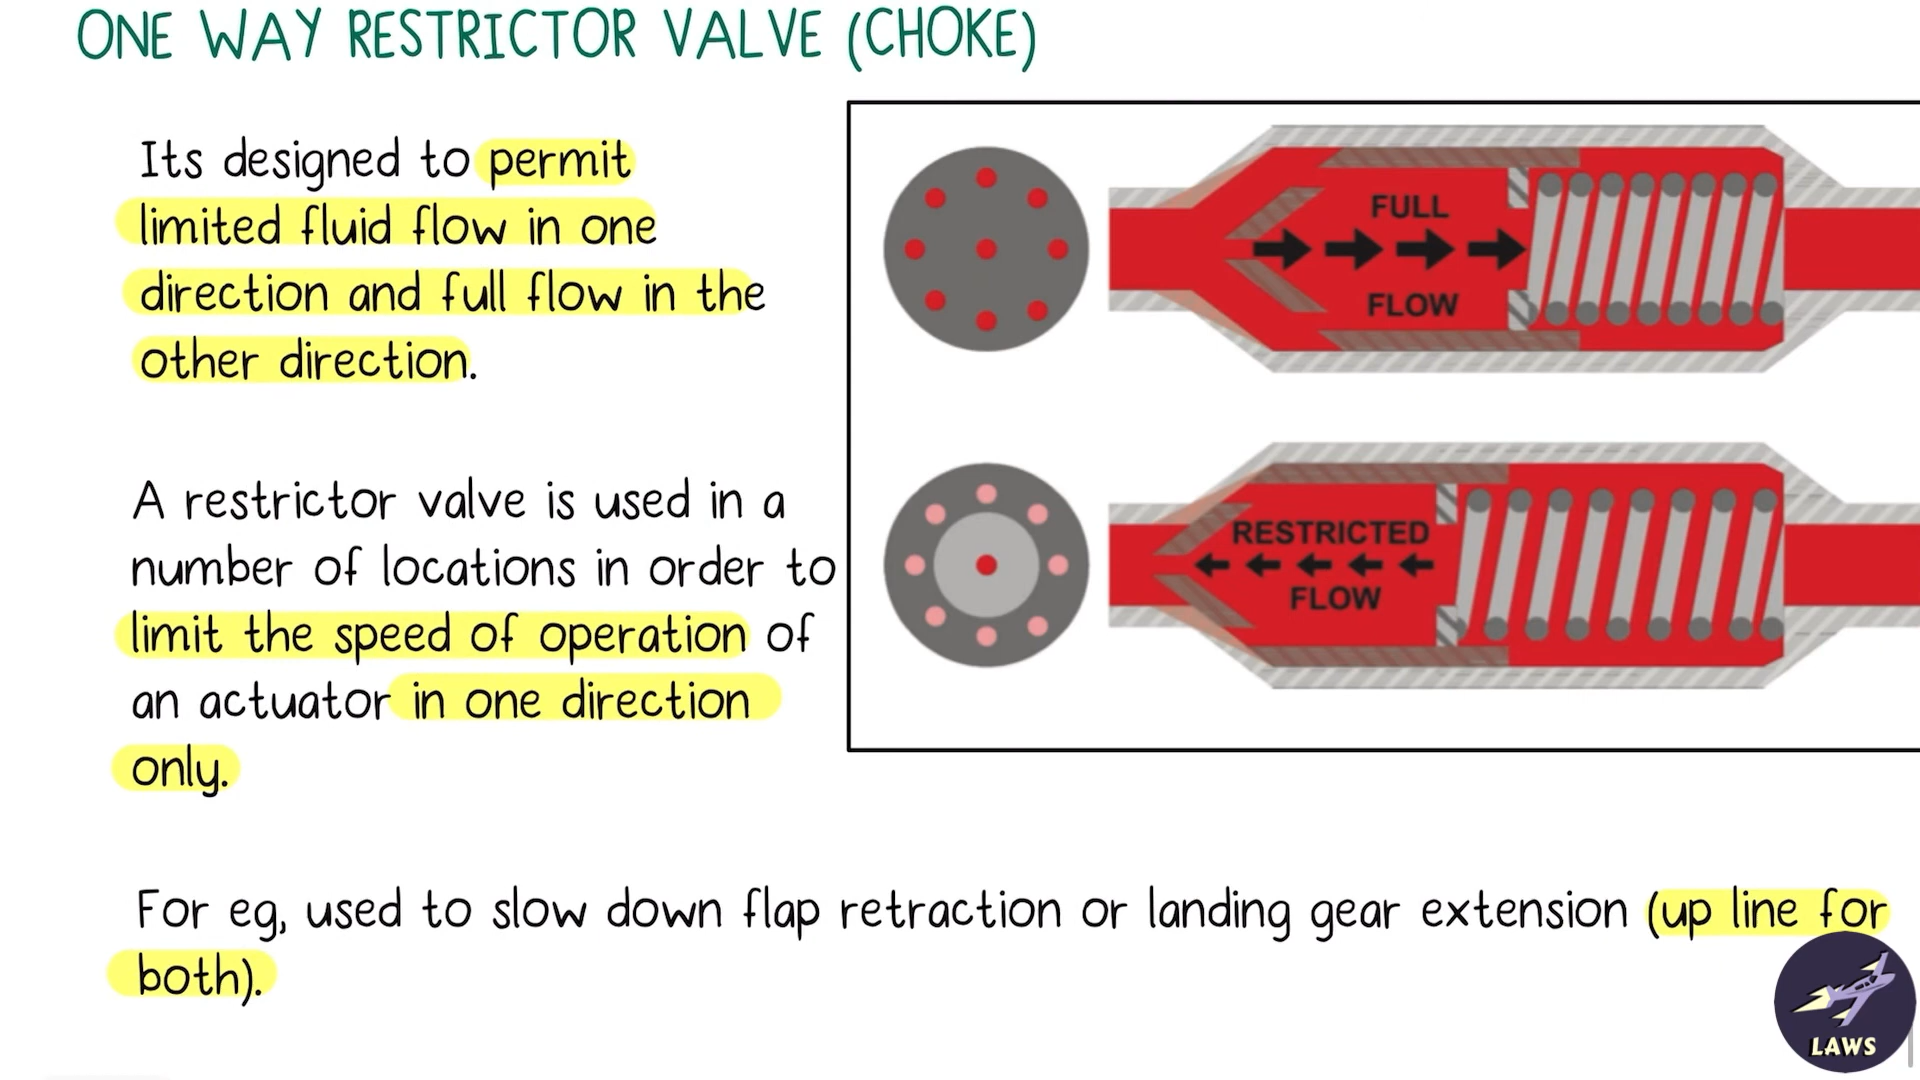 ONE WAY RESTRICTOR VALVE (CHOKE)
Its designed to permit
limited fluid flow in one
direction and full flow in the
other direction.
A restrictor valve is used in a
number of locations in order to
limit the speed of operation of
an actuator in one direction
only.
FULL
FLOW
RESTRICTED
FLOW
For eg, used to slow down flap retraction or landing gear extension (up line for
both).
LAWS